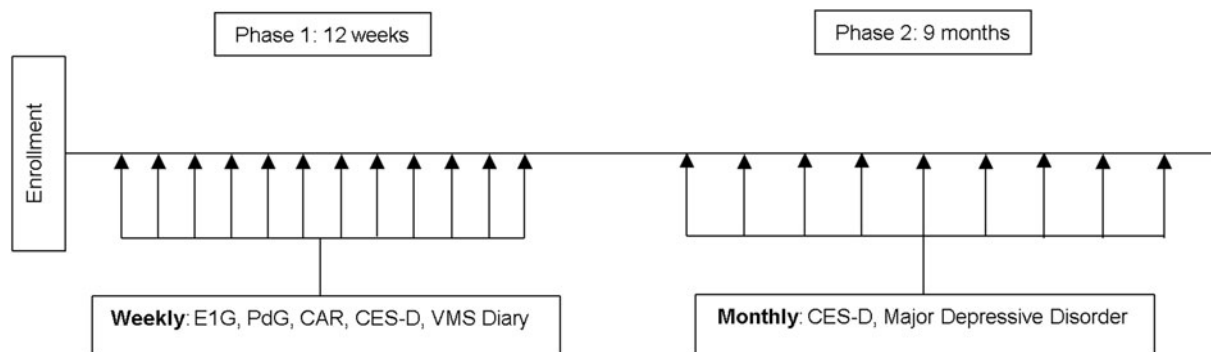 Phase 1: 12 weeks
Phase 2: 9 months
Enrollment
Weekly: E1G, PdG, CAR, CES-D, VMS Diary
Monthly: CES-D, Major Depressive Disorder